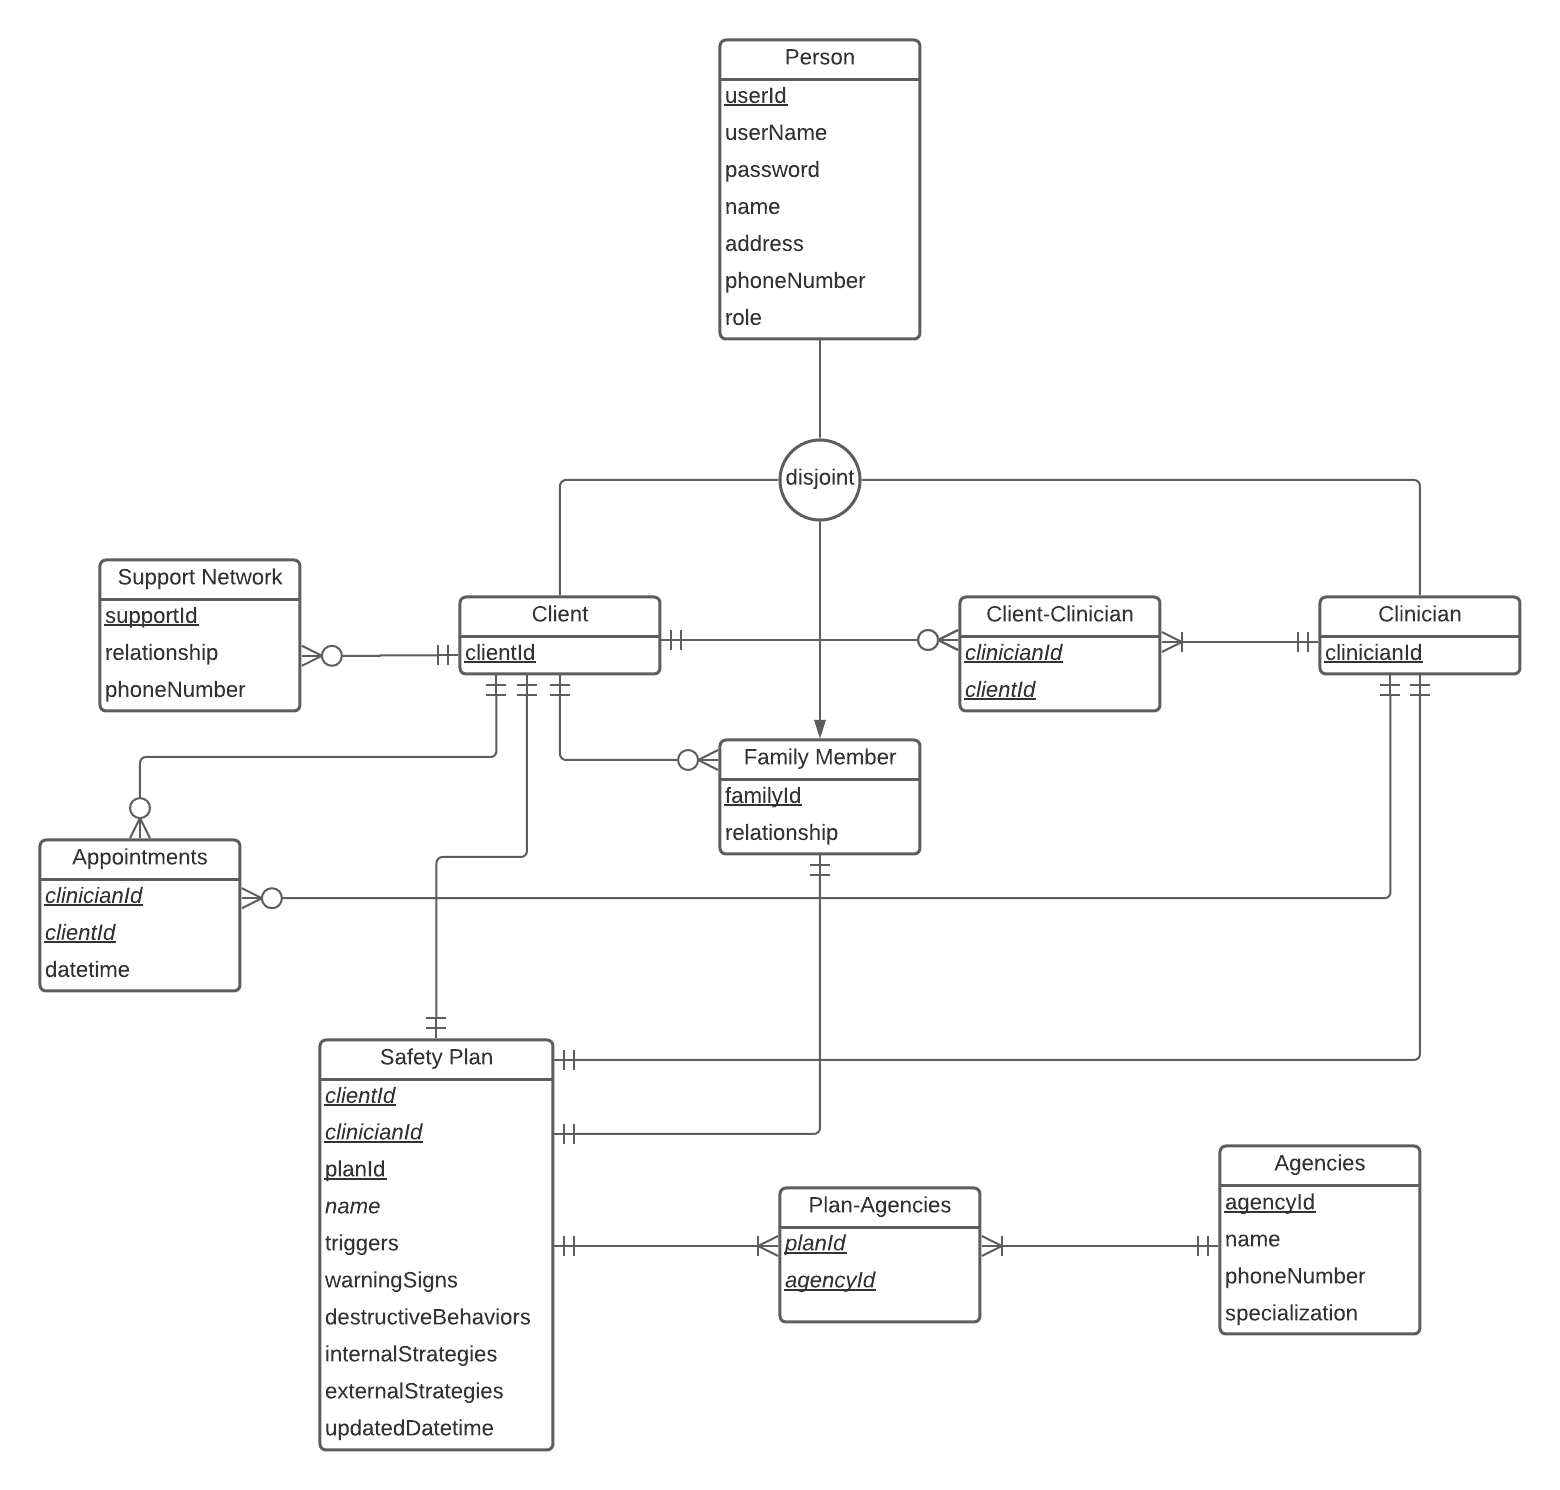 Person
userId
userName
password
name
address
phoneNumber
role
disjoint
Support Network
supportId
relationship
phoneNumber
Client
clientId
Client-Clinician
clinicianId
clientId
Clinician
clinicianId
Family Member
familyId
relationship
Appointments
clinicianId
clientId
datetime
Safety Plan
clientId
clinicianId
planId
name
triggers
warningSigns
destructiveBehaviors
internalStrategies
externalStrategies
updatedDatetime
Plan-Agencies
planId
agencyId
Agencies
agencyId
name
phoneNumber
specialization